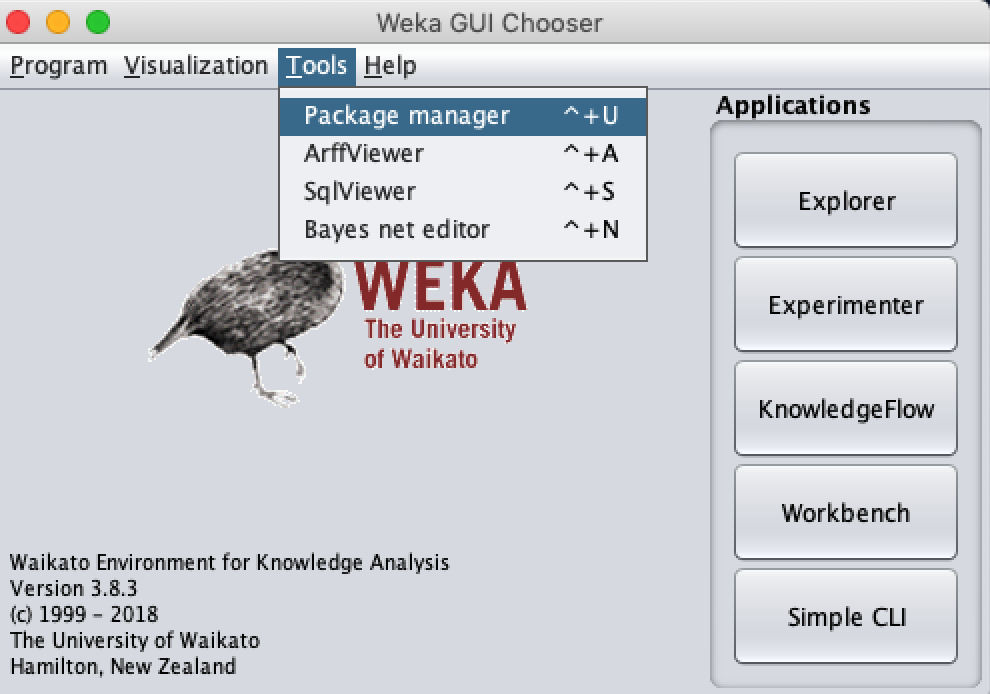 Weka GUI Chooser
Program Visualization Tools Help
Package manager ^+U
ArffViewer ^+A
SqlViewer ^+S
Bayes net editor ^+N
WEKA
The University
of Waikato
Applications
Explorer
Experimenter
KnowledgeFlow
Workbench
Simple CLI
Waikato Environment for Knowledge Analysis
Version 3.8.3
(c) 1999 – 2018
The University of Waikato
Hamilton, New Zealand